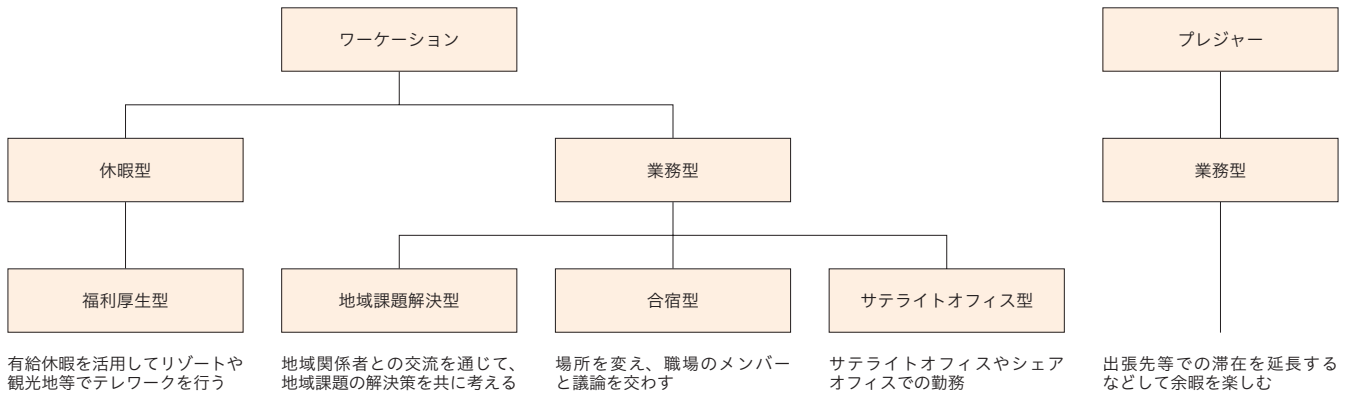 ワーケーション
プレジャー
休暇型
業務型
業務型
福利厚生型
地域課題解決型
合宿型
サテライトオフィス型
有給休暇を活用してリゾートや
観光地等でテレワークを行う
地域関係者との交流を通じて、
地域課題の解決策を共に考える
場所を変え、職場のメンバー
と議論を交わす
サテライトオフィスやシェア
オフィスでの勤務
出張先等での滞在を延長する
などして余暇を楽しむ